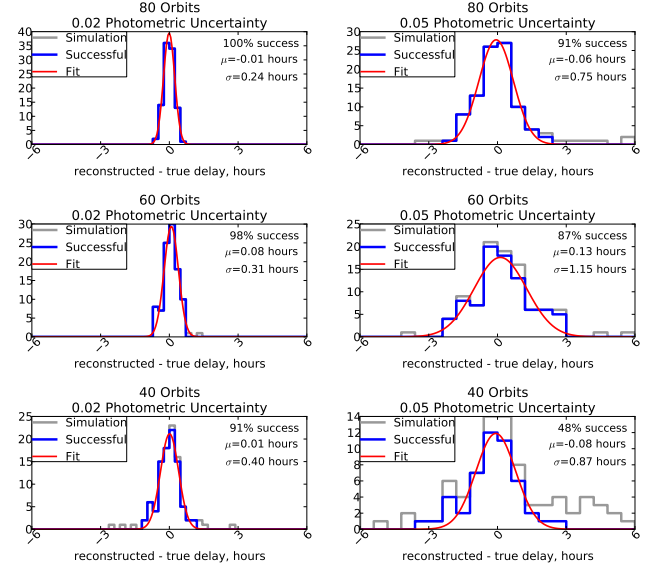 80 Orbits
0.02 Photometric Uncertainty
Simulation
Successful
Fit
100% success
μ=-0.01 hours
σ=0.24 hours
40
35
30
25
20
15
10
5
0
−6
−3
0
3
6
reconstructed - true delay, hours
80 Orbits
0.05 Photometric Uncertainty
Simulation
Successful
Fit
91% success
μ=-0.06 hours
σ=0.75 hours
30
25
20
15
10
5
0
−6
−3
0
3
6
reconstructed - true delay, hours
60 Orbits
0.02 Photometric Uncertainty
Simulation
Successful
Fit
98% success
μ=0.08 hours
σ=0.31 hours
30
25
20
15
10
5
0
−6
−3
0
3
6
reconstructed - true delay, hours
60 Orbits
0.05 Photometric Uncertainty
Simulation
Successful
Fit
87% success
μ=0.13 hours
σ=1.15 hours
25
20
15
10
5
0
−6
−3
0
3
6
reconstructed - true delay, hours
40 Orbits
0.02 Photometric Uncertainty
Simulation
Successful
Fit
91% success
μ=0.01 hours
σ=0.40 hours
25
20
15
10
5
0
−6
−3
0
3
6
reconstructed - true delay, hours
40 Orbits
0.05 Photometric Uncertainty
Simulation
Successful
Fit
48% success
μ=-0.08 hours
σ=0.87 hours
14
12
10
8
6
4
2
0
−6
−3
0
3
6
reconstructed - true delay, hours